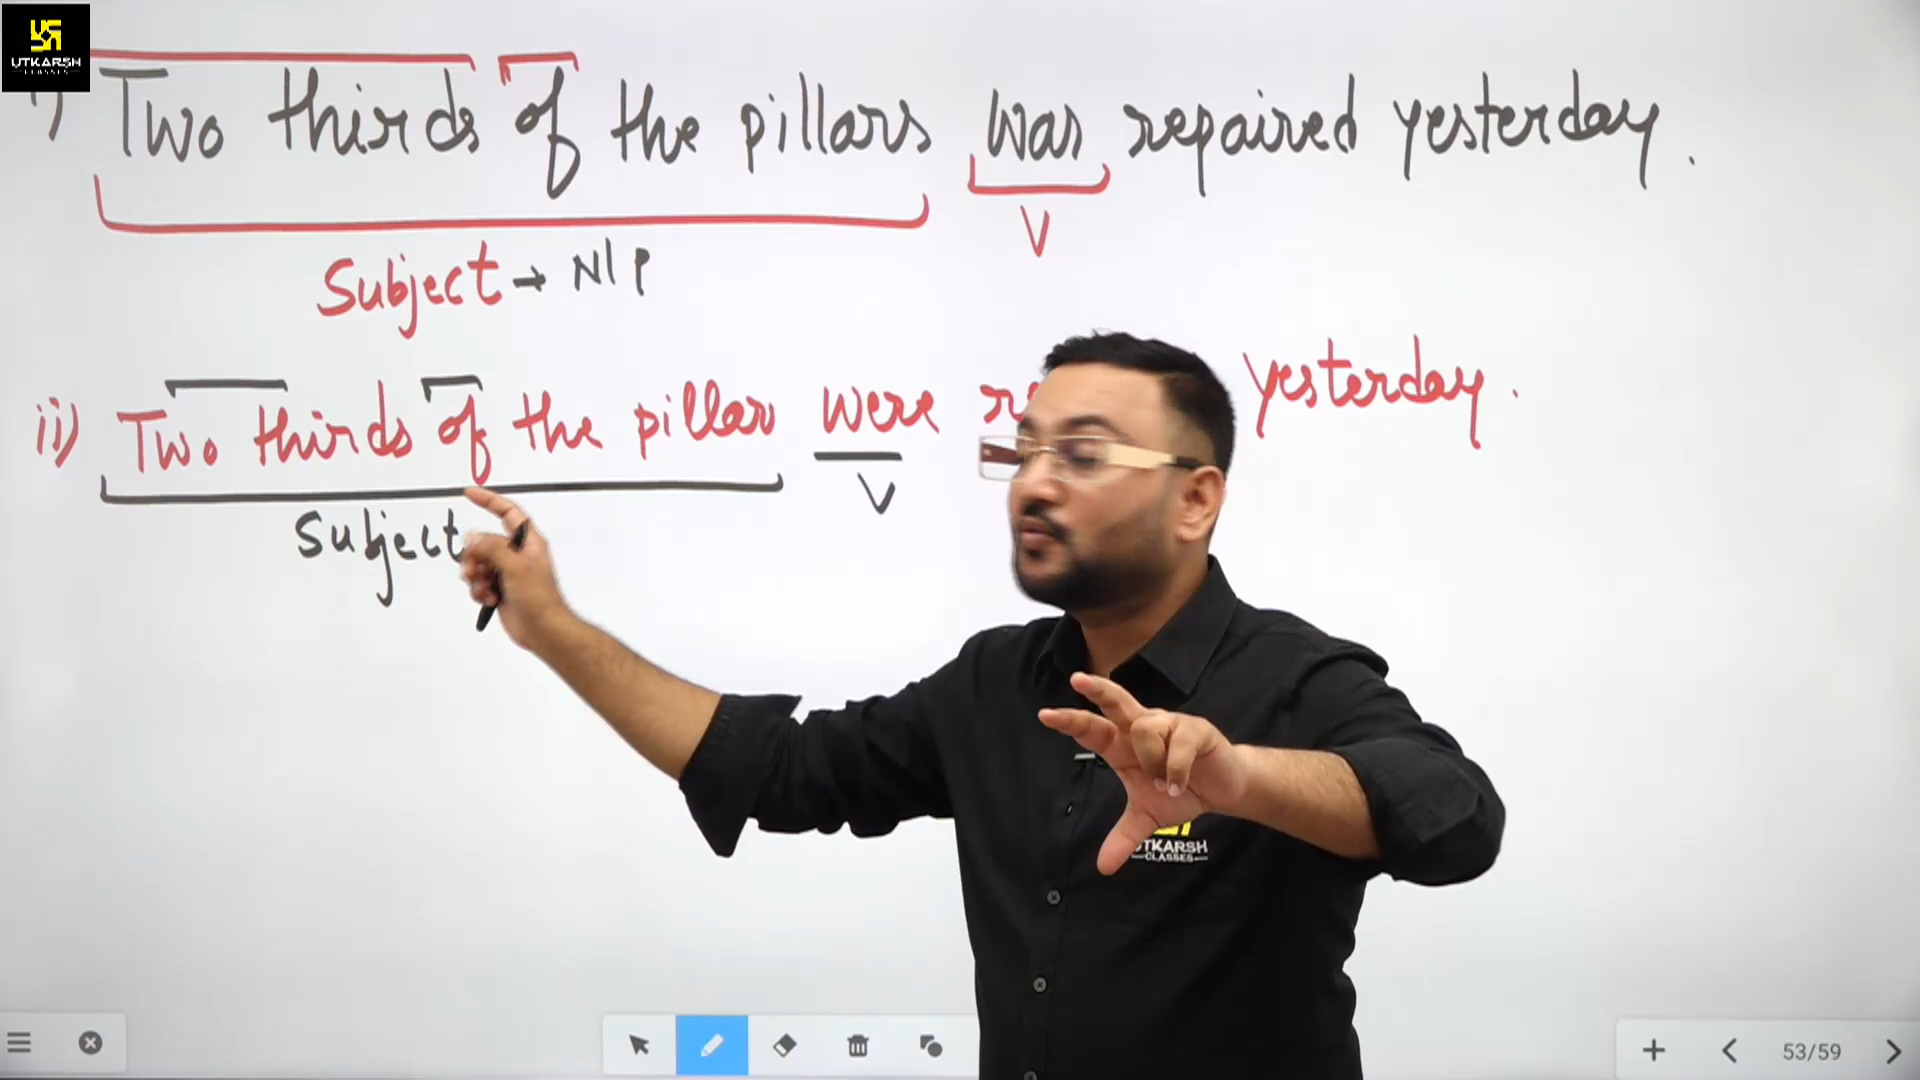 UTKARSH
CLASSES
Two thirds of the pillars was repaired yesterday.
Subject → N/P
V
ii) Two thirds of the pillar were yesterday.
Subject
V
UTKARSH
CLASSES
53/59